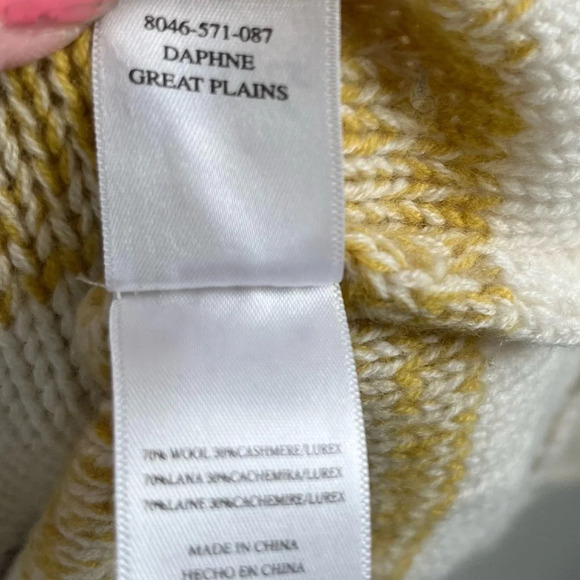 8046-571-087
DAPHNE
GREAT PLAINS
70% WOOL 30%CASHMERE/LUREX
70%LANA 30%CACHEMIRA/LUREX
70%LAINE 30%CACHEMIRE/LUREX
MADE IN CHINA
HECHO EN CHINA